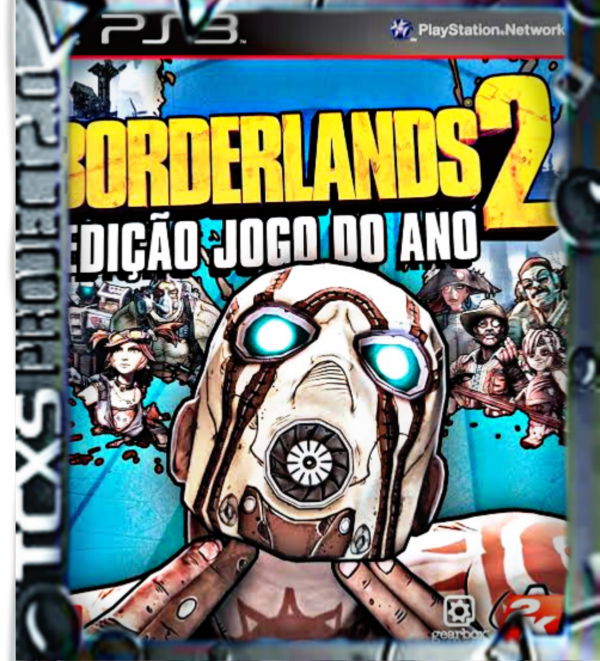 PS3
PlayStation®Network
TCXS PROJECT 2.0
BORDERLANDS 2
EDIÇÃO JOGO DO ANO
gearbox
2K